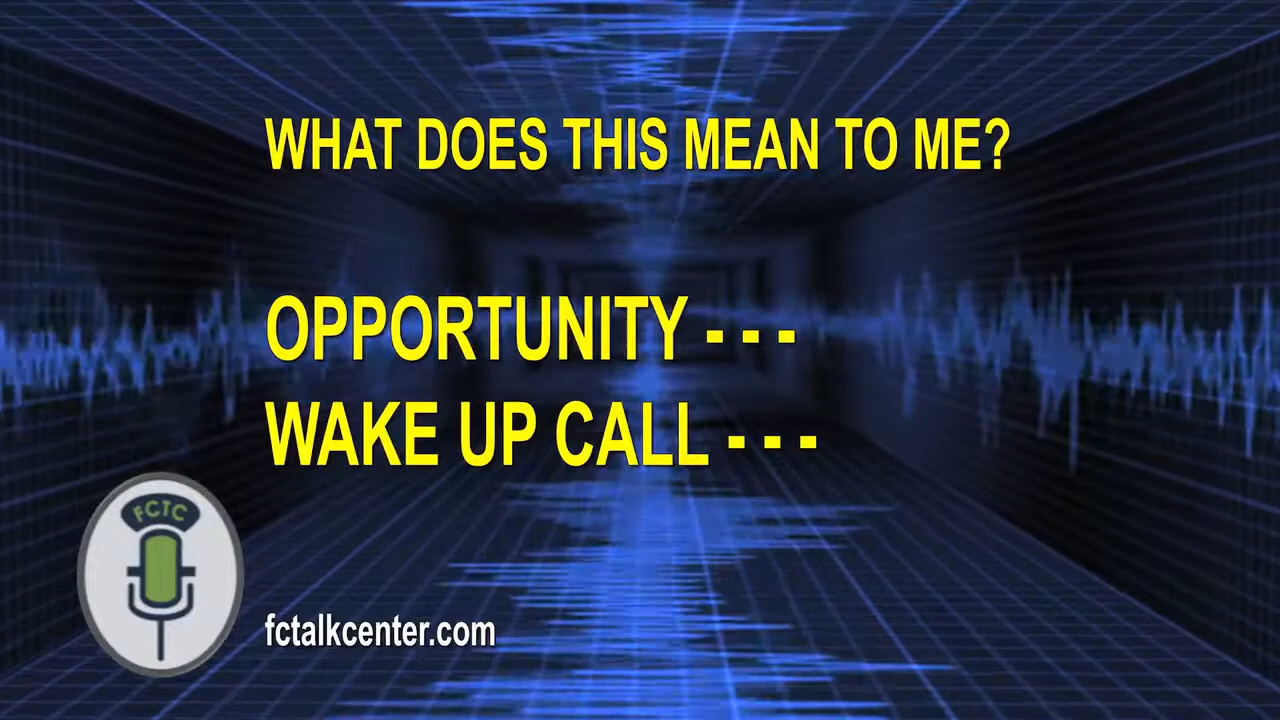 WHAT DOES THIS MEAN TO ME?
OPPORTUNITY - - -
WAKE UP CALL - - -
FCTC
fctalkcenter.com